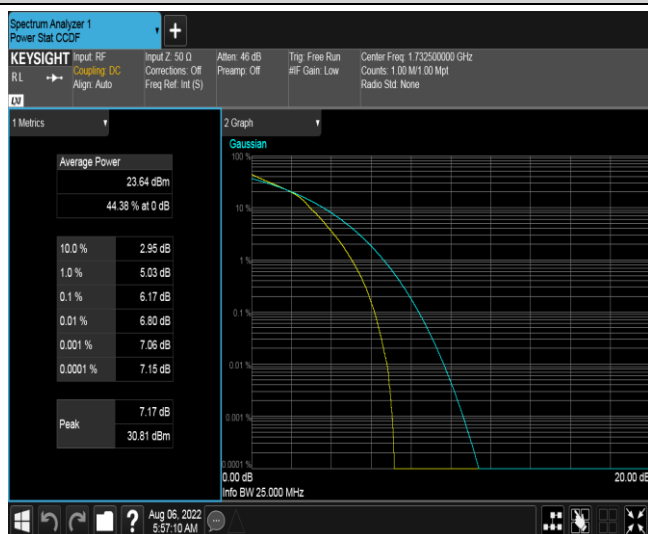 Spectrum Analyzer 1
Power Stat CCDF
KEYSIGHT
RL
LXI
Input: RF
Coupling: DC
Align: Auto
Input Z: 50 Ω
Corrections: Off
Freq Ref: Int (S)
Atten: 46 dB
Preamp: Off
Trig: Free Run
#IF Gain: Low
Center Freq: 1.732500000 GHz
Counts: 1.00 M/1.00 Mpt
Radio Std: None
1 Metrics
Average Power
23.64 dBm
44.38 % at 0 dB
10.0 % 2.95 dB
1.0 % 5.03 dB
0.1 % 6.17 dB
0.01 % 6.80 dB
0.001 % 7.06 dB
0.0001 % 7.15 dB
Peak
7.17 dB
30.81 dBm
2 Graph
Gaussian
100 %
10 %
1 %
0.1 %
0.01 %
0.001 %
0.0001 %
0.00 dB
20.00 dB
Info BW 25.000 MHz
?
Aug 06, 2022
5:57:10 AM